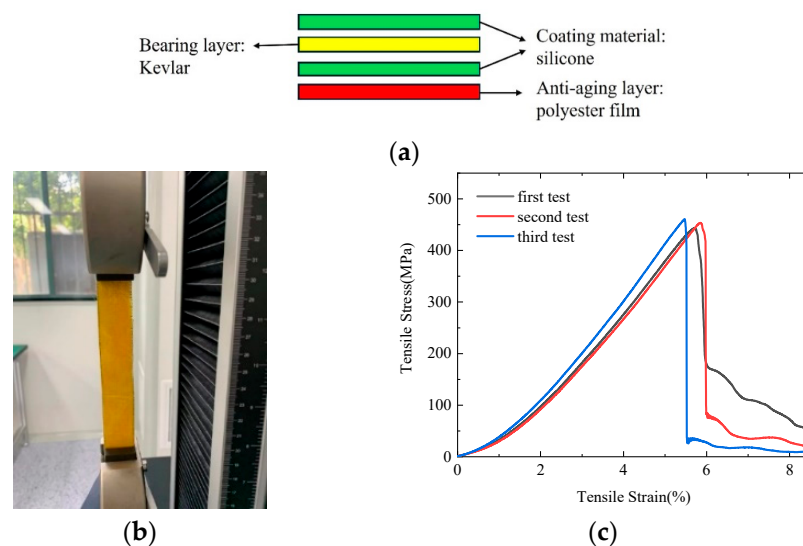 Bearing layer:
Kevlar
Coating material:
silicone
Anti-aging layer:
polyester film
(a)
(b)
500
400
300
200
100
0
Tensile Stress(MPa)
first test
second test
third test
0 2 4 6 8
Tensile Strain(%)
(c)